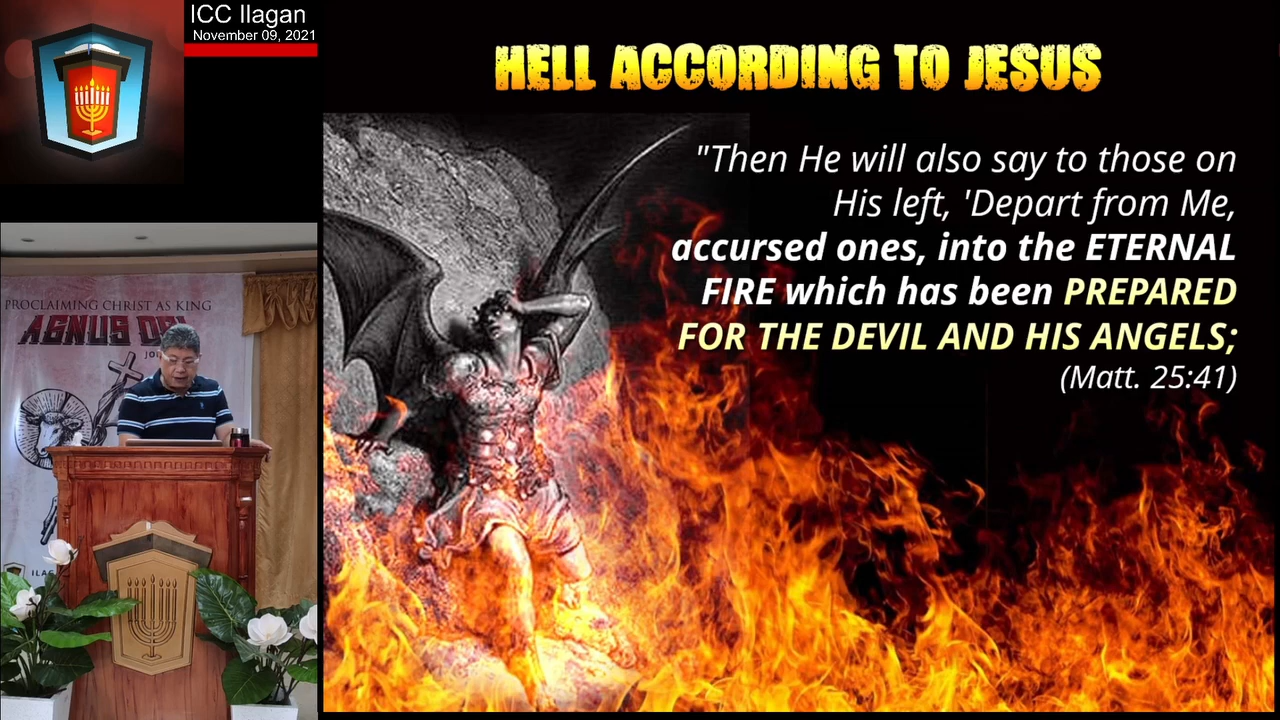 ICC Ilagan
November 09, 2021
HELL ACCORDING TO JESUS
"Then He will also say to those on
His left, 'Depart from Me,
accursed ones, into the ETERNAL
FIRE which has been PREPARED
FOR THE DEVIL AND HIS ANGELS;
(Matt. 25:41)
PROCLAIMING CHRIST AS KING
AGNUS DEI